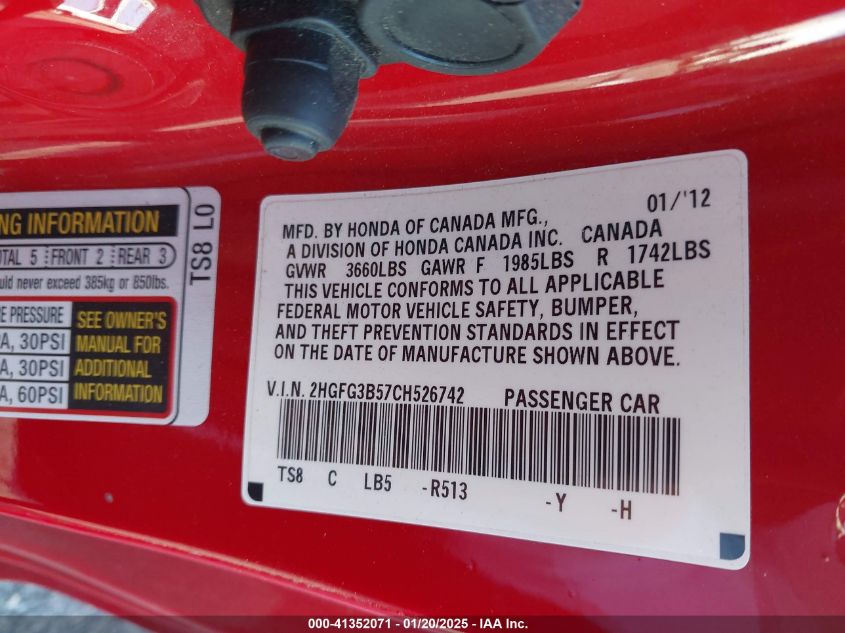 NG INFORMATION
OTAL 5 FRONT 2 REAR 3
uld never exceed 385kg or 850lbs.
E PRESSURE
A, 30PSI
A, 30PSI
A, 60PSI
SEE OWNER'S
MANUAL FOR
ADDITIONAL
INFORMATION
TS8 L0
01/'12
MFD. BY HONDA OF CANADA MFG.,
A DIVISION OF HONDA CANADA INC. CANADA
GVWR 3660LBS GAWR F 1985LBS R 1742LBS
THIS VEHICLE CONFORMS TO ALL APPLICABLE
FEDERAL MOTOR VEHICLE SAFETY, BUMPER,
AND THEFT PREVENTION STANDARDS IN EFFECT
ON THE DATE OF MANUFACTURE SHOWN ABOVE.
V.I.N. 2HGFG3B57CH526742 PASSENGER CAR
TS8 C LB5 -R513 -Y -H
000-41352071 - 01/20/2025 - IAA Inc.